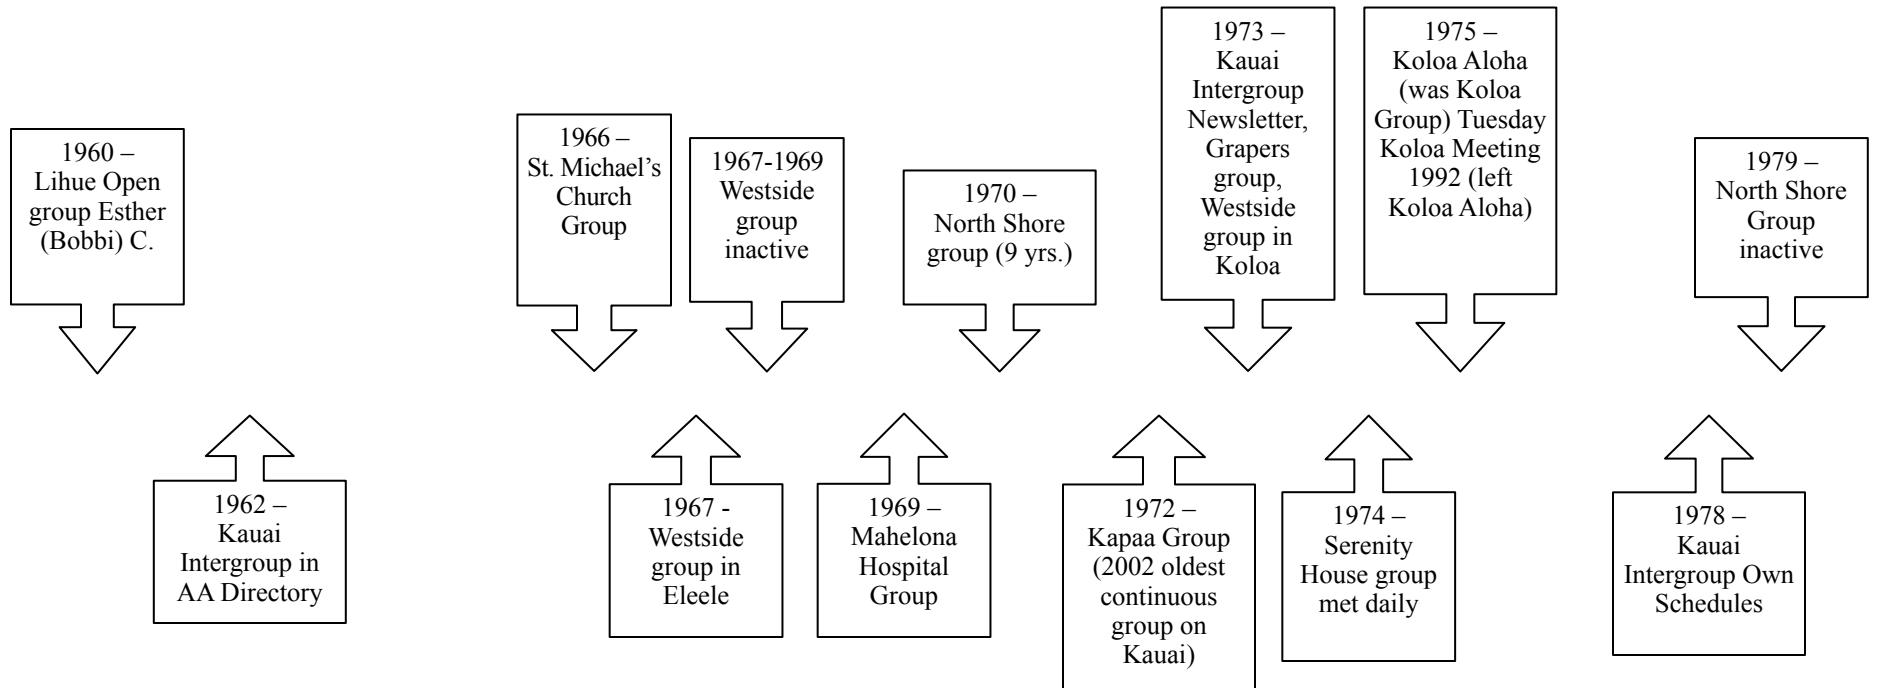 1960 –
Lihue Open
group Esther
(Bobbi) C.
1962 –
Kauai
Intergroup in
AA Directory
1966 –
St. Michael’s
Church
Group
1967 -
Westside
group in
Eleele
1967-1969
Westside
group
inactive
1969 –
Mahelona
Hospital
Group
1970 –
North Shore
group (9 yrs.)
1972 –
Kapaa Group
(2002 oldest
continuous
group on
Kauai)
1973 –
Kauai
Intergroup
Newsletter,
Grapers
group,
Westside
group in
Koloa
1974 –
Serenity
House group
met daily
1975 –
Koloa Aloha
(was Koloa
Group) Tuesday
Koloa Meeting
1992 (left
Koloa Aloha)
1978 –
Kauai
Intergroup Own
Schedules
1979 –
North Shore
Group
inactive